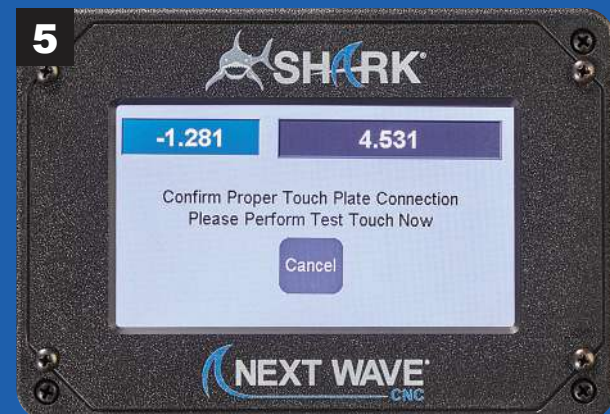 5
SHARK
-1.281 4.531
Confirm Proper Touch Plate Connection
Please Perform Test Touch Now
Cancel
NEXT WAVE
CNC